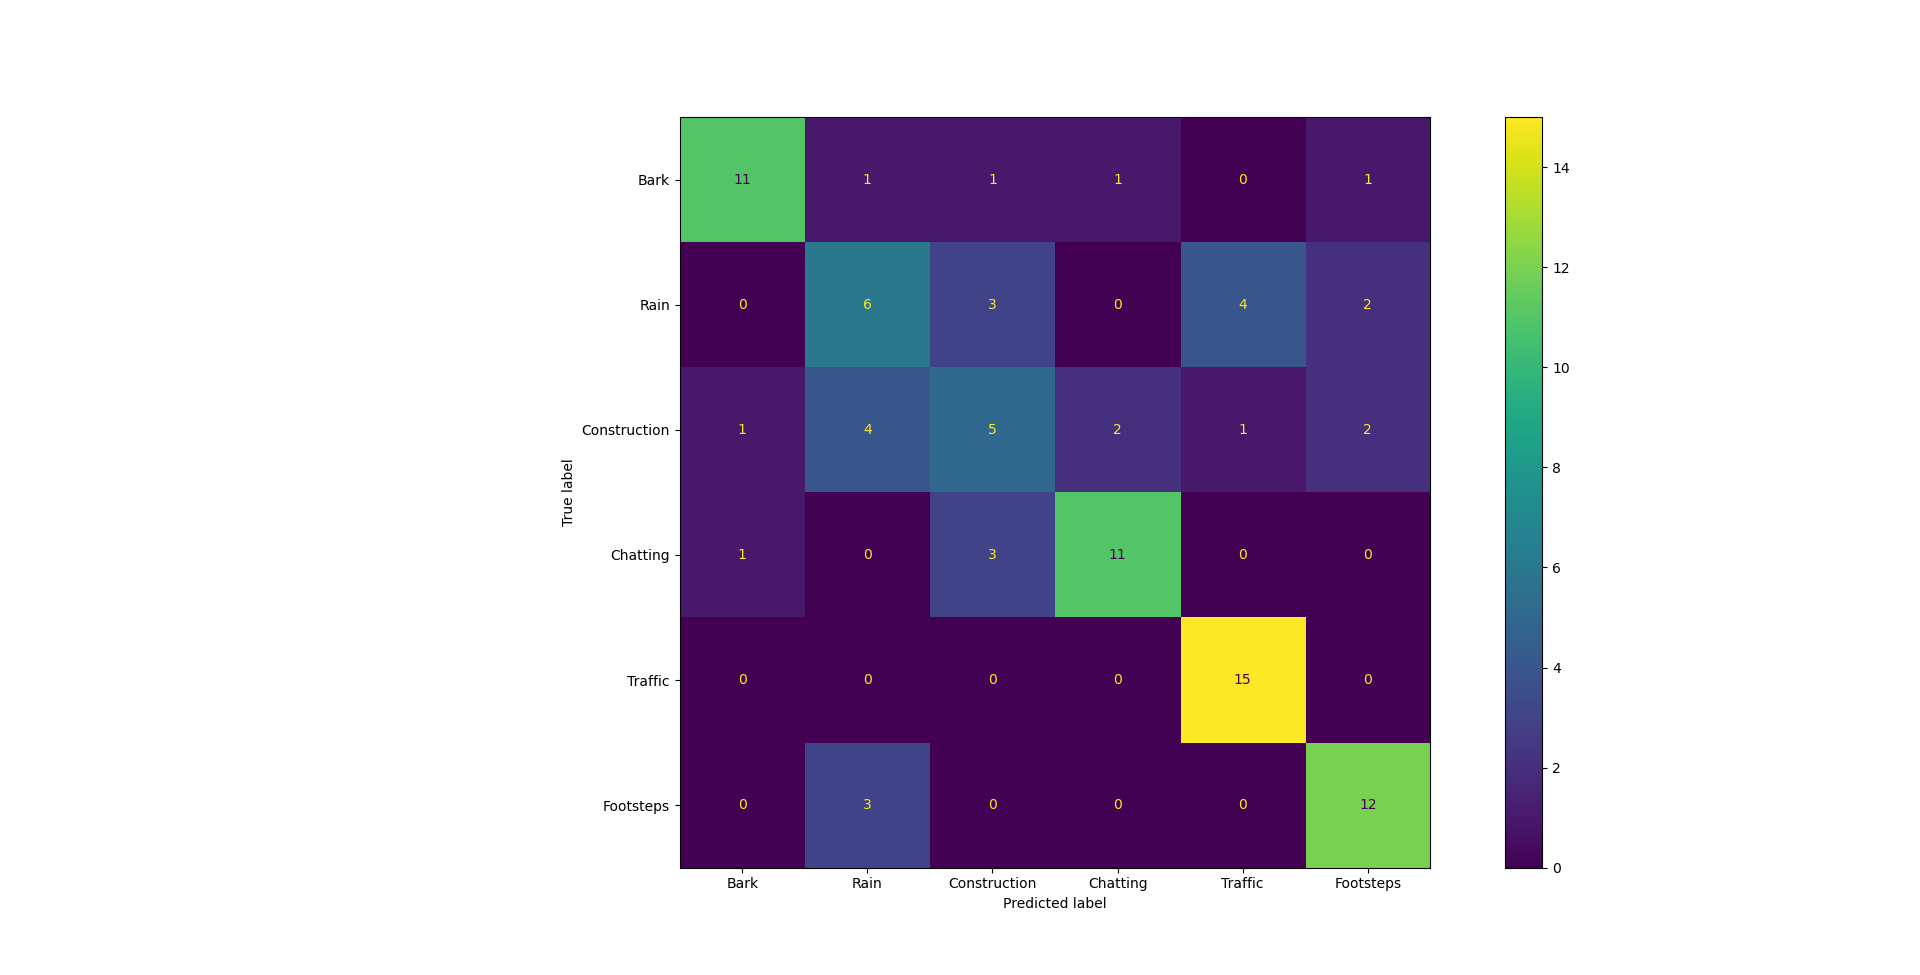 Bark 11 1 1 1 0 1
Rain 0 6 3 0 4 2
Construction 1 4 5 2 1 2
Chatting 1 0 3 11 0 0
Traffic 0 0 0 0 15 0
Footsteps 0 3 0 0 0 12
True label
Bark Rain Construction Chatting Traffic Footsteps
Predicted label
14
12
10
8
6
4
2
0